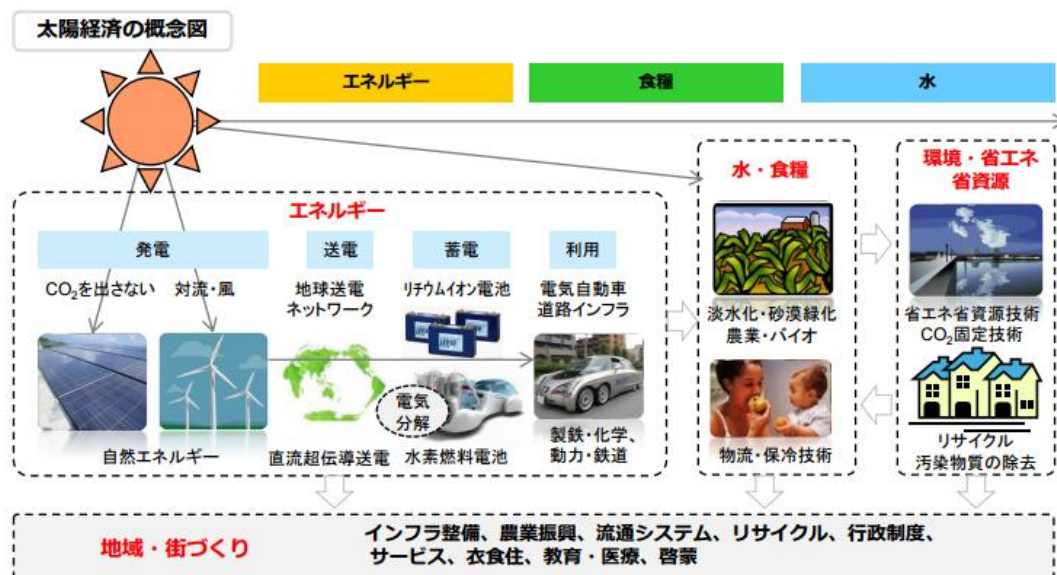 太陽経済の概念図
エネルギー
食糧
水
エネルギー
発電
送電
蓄電
利用
CO₂を出さない
対流・風
地球送電
ネットワーク
リチウムイオン電池
電気自動車
道路インフラ
電気
分解
自然エネルギー
直流超伝導送電
水素燃料電池
製鉄・化学、
動力・鉄道
水・食糧
淡水化・砂漠緑化
農業・バイオ
物流・保冷技術
環境・省エネ
省資源
省エネ省資源技術
CO₂固定技術
リサイクル
汚染物質の除去
地域・街づくり
インフラ整備、農業振興、流通システム、リサイクル、行政制度、
サービス、衣食住、教育・医療、啓蒙